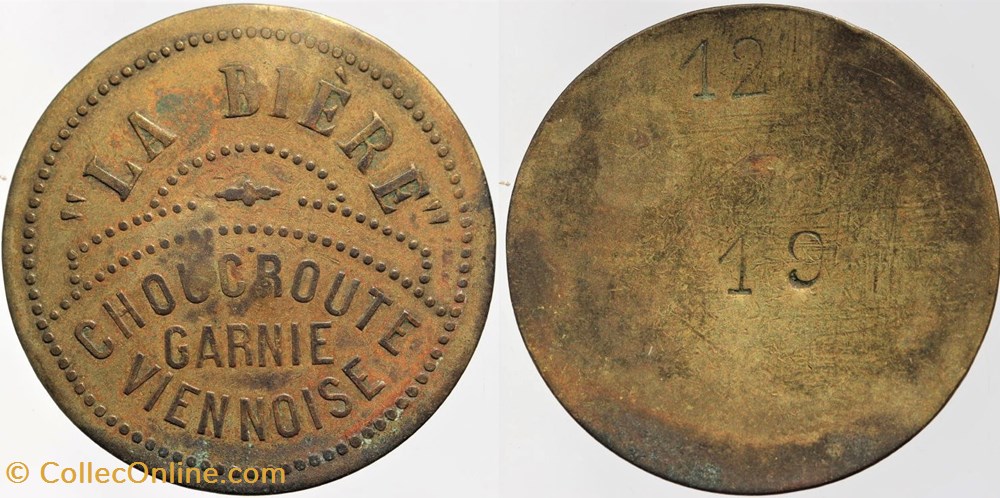 "LA BIÈRE"
CHOUCROUTE
GARNIE
VIENNOISE
12
19
© CollecOnline.com